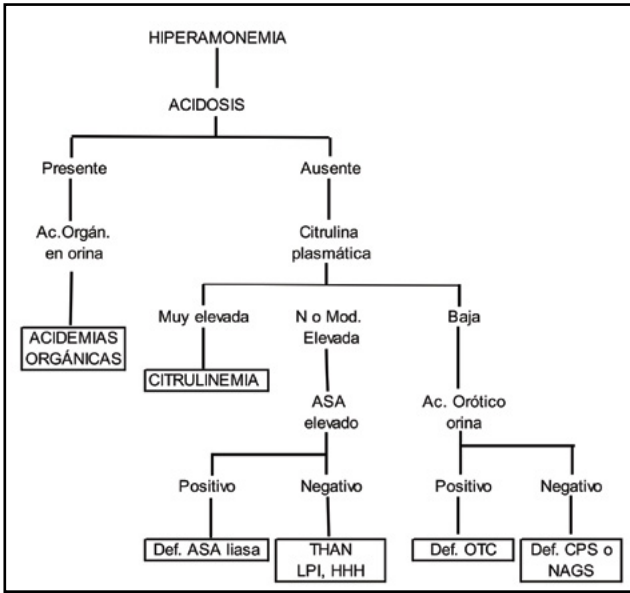 HIPERAMONEMIA
ACIDOSIS
Presente
Ausente
Ac.Orgán.
en orina
Citrulina
plasmática
ACIDEMIAS
ORGÁNICAS
Muy elevada
N o Mod.
Elevada
Baja
CITRULINEMIA
ASA
elevado
Ac. Orótico
orina
Positivo
Negativo
Positivo
Negativo
Def. ASA liasa
THAN
LPI, HHH
Def. OTC
Def. CPS o
NAGS